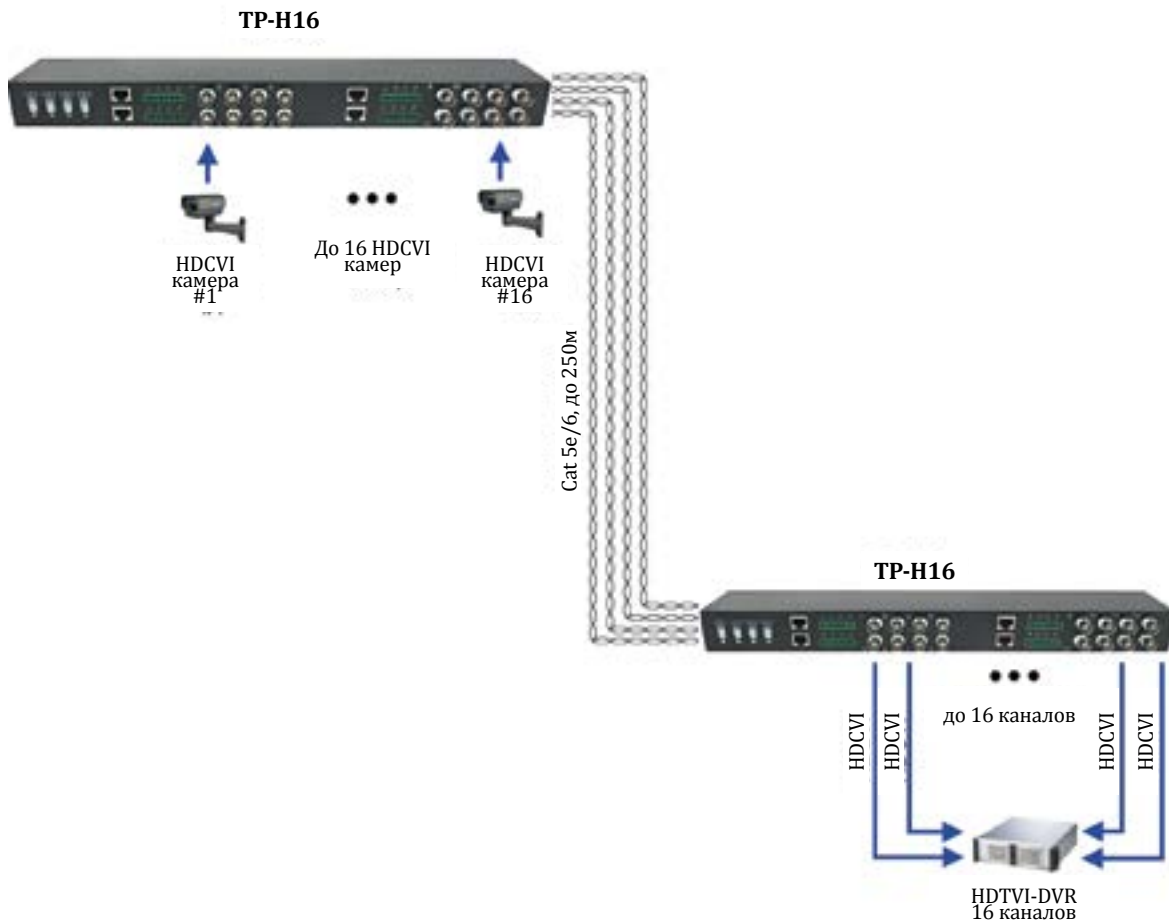 TP-H16
HDCVI
камера
#1
До 16 HDCVI
камер
HDCVI
камера
#16
Cat 5e/6, до 250м
TP-H16
до 16 каналов
HDCVI
HDCVI
HDCVI
HDCVI
HDTVI-DVR
16 каналов